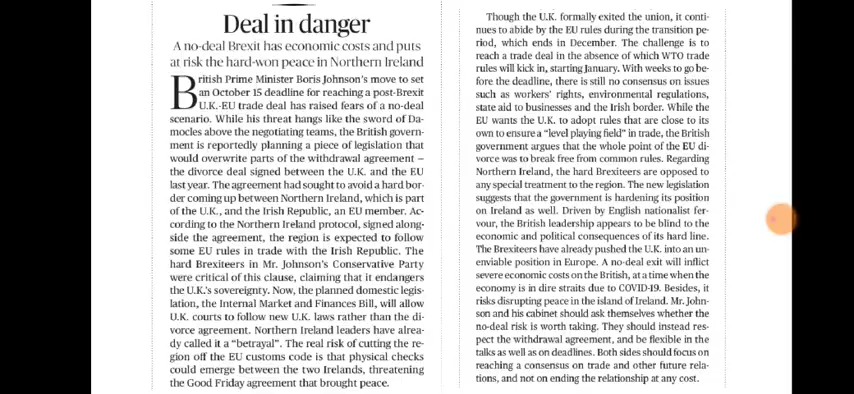 Deal in danger
A no-deal Brexit has economic costs and puts
at risk the hard-won peace in Northern Ireland
British Prime Minister Boris Johnson's move to set
an October 15 deadline for reaching a post-Brexit
U.K.-EU trade deal has raised fears of a no-deal
scenario. While his threat hangs like the sword of Da-
mocles above the negotiating teams, the British govern-
ment is reportedly planning a piece of legislation that
would overwrite parts of the withdrawal agreement –
the divorce deal signed between the U.K. and the EU
last year. The agreement had sought to avoid a hard bor-
der coming up between Northern Ireland, which is part
of the U.K., and the Irish Republic, an EU member. Ac-
cording to the Northern Ireland protocol, signed along-
side the agreement, the region is expected to follow
some EU rules in trade with the Irish Republic. The
hard Brexiteers in Mr. Johnson's Conservative Party
were critical of this clause, claiming that it endangers
the U.K.'s sovereignty. Now, the planned domestic legis-
lation, the Internal Market and Finances Bill, will allow
U.K. courts to follow new U.K. laws rather than the di-
vorce agreement. Northern Ireland leaders have alrea-
dy called it a "betrayal". The real risk of cutting the re-
gion off the EU customs code is that physical checks
could emerge between the two Irelands, threatening
the Good Friday agreement that brought peace.
Though the U.K. formally exited the union, it conti-
nues to abide by the EU rules during the transition pe-
riod, which ends in December. The challenge is to
reach a trade deal in the absence of which WTO trade
rules will kick in, starting January. With weeks to go be-
fore the deadline, there is still no consensus on issues
such as workers' rights, environmental regulations,
state aid to businesses and the Irish border. While the
EU wants the U.K. to adopt rules that are close to its
own to ensure a "level playing field" in trade, the British
government argues that the whole point of the EU di-
vorce was to break free from common rules. Regarding
Northern Ireland, the hard Brexiteers are opposed to
any special treatment to the region. The new legislation
suggests that the government is hardening its position
on Ireland as well. Driven by English nationalist fer-
vour, the British leadership appears to be blind to the
economic and political consequences of its hard line.
The Brexiteers have already pushed the U.K. into an un-
enviable position in Europe. A no-deal exit will inflict
severe economic costs on the British, at a time when the
economy is in dire straits due to COVID-19. Besides, it
risks disrupting peace in the island of Ireland. Mr. John-
son and his cabinet should ask themselves whether the
no-deal risk is worth taking. They should instead res-
pect the withdrawal agreement, and be flexible in the
talks as well as on deadlines. Both sides should focus on
reaching a consensus on trade and other future rela-
tions, and not on ending the relationship at any cost.